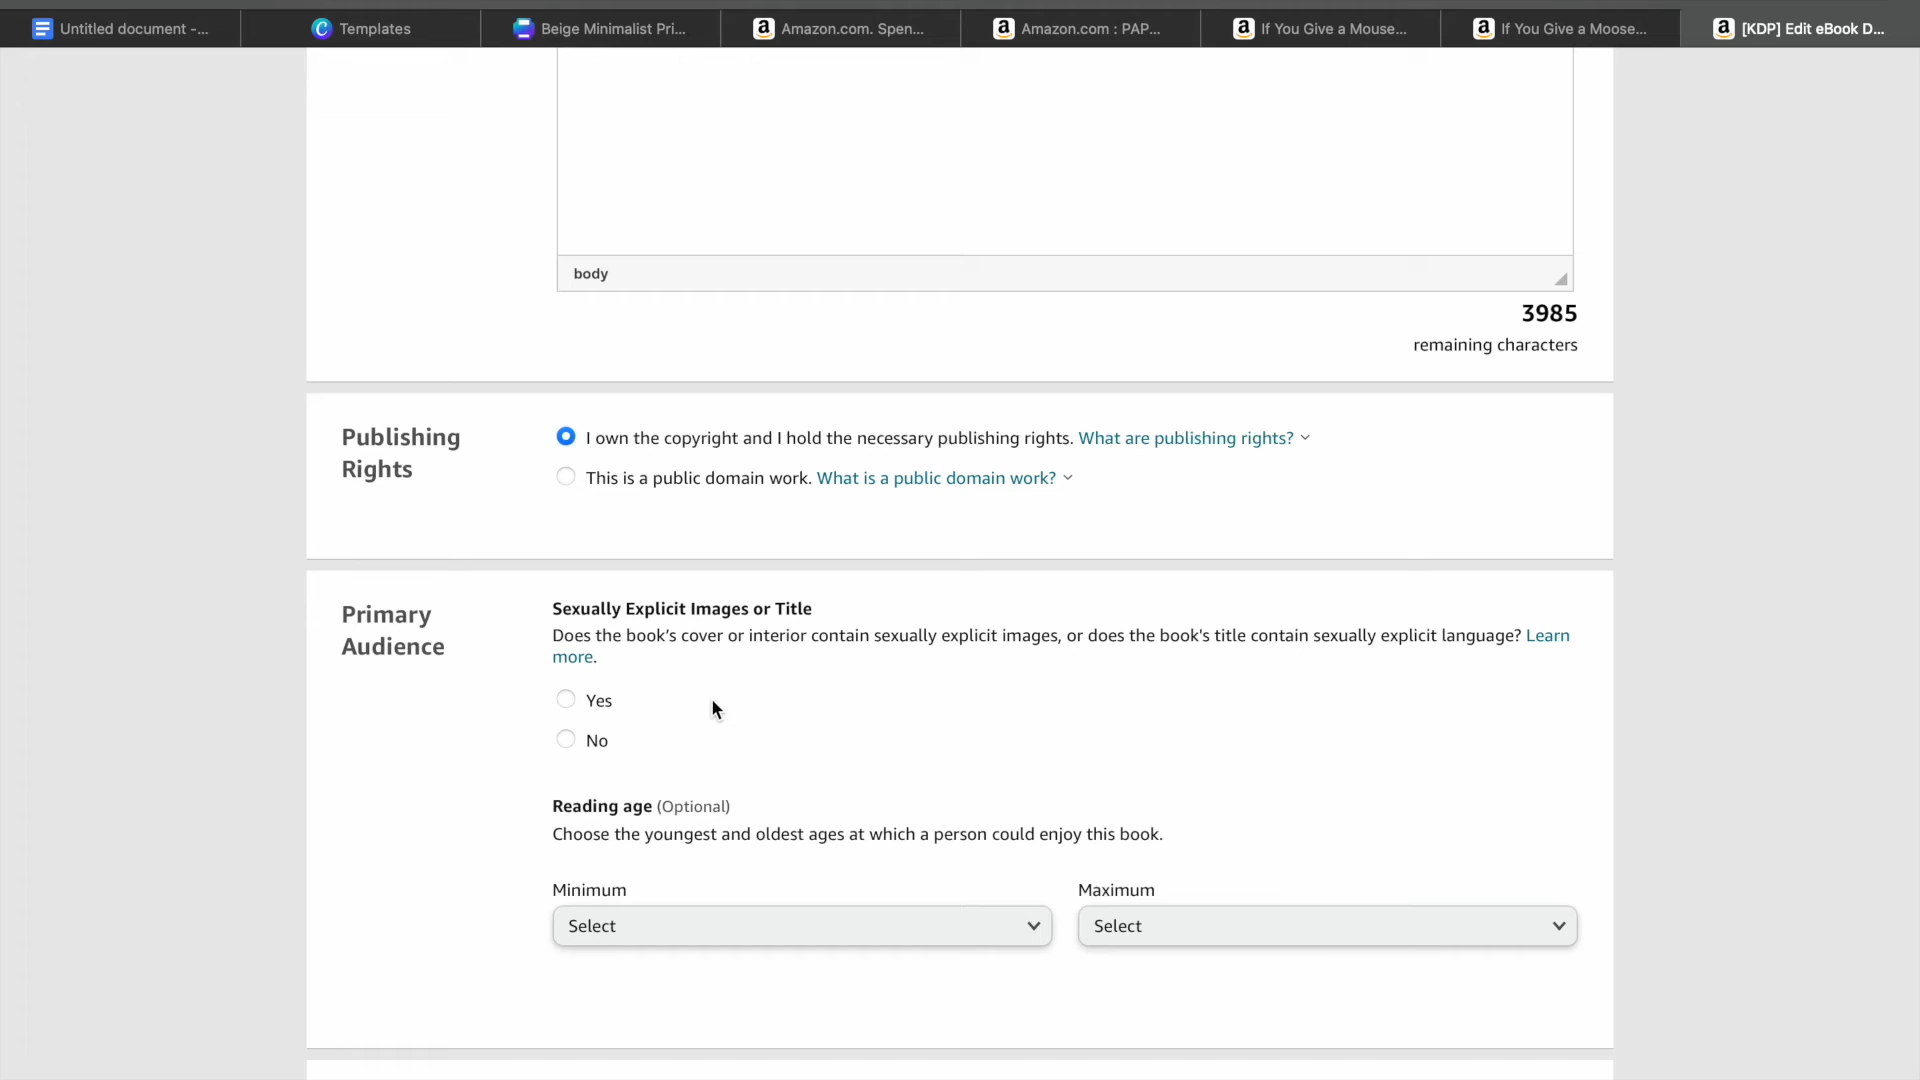 Untitled document -...
Templates
Beige Minimalist Pri...
Amazon.com. Spen...
Amazon.com : PAP...
If You Give a Mouse...
If You Give a Moose...
[KDP] Edit eBook D...
body
3985
remaining characters
Publishing
Rights
I own the copyright and I hold the necessary publishing rights. What are publishing rights?
This is a public domain work. What is a public domain work?
Primary
Audience
Sexually Explicit Images or Title
Does the book's cover or interior contain sexually explicit images, or does the book's title contain sexually explicit language? Learn
more.
Yes
No
Reading age (Optional)
Choose the youngest and oldest ages at which a person could enjoy this book.
Minimum
Maximum
Select
Select